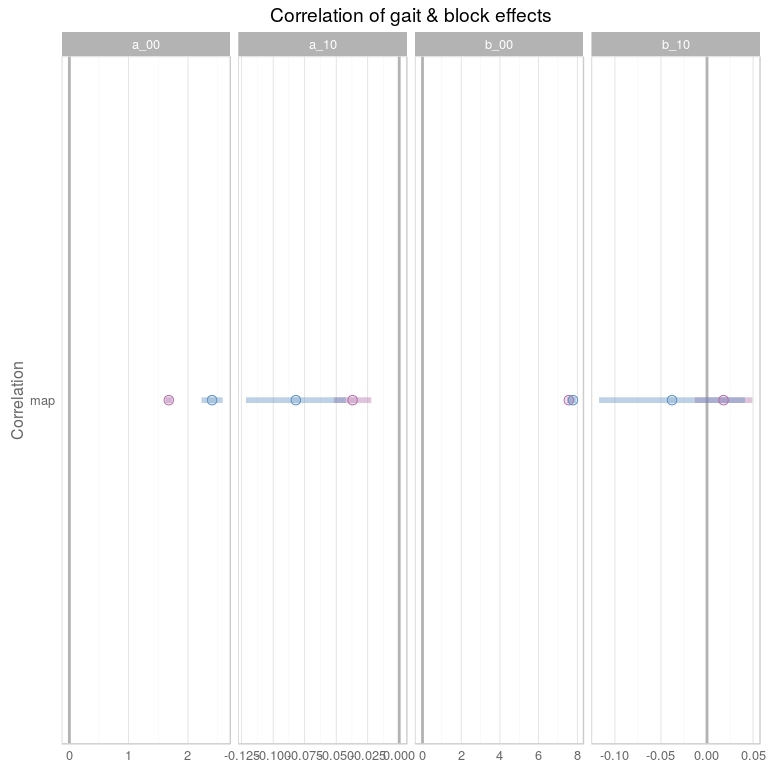 Correlation of gait & block effects
a_00 a_10 b_00 b_10
Correlation
map
0 1 2 -0.125 -0.100 -0.075 -0.050 -0.025 0.000 0 2 4 6 8 -0.10 -0.05 0.00 0.05